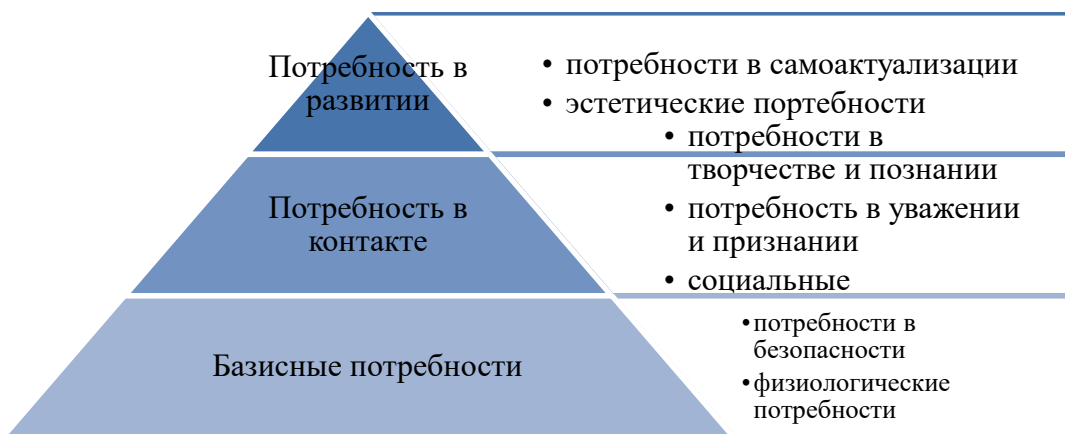 Потребность в
развитии
• потребности в самоактуализации
• эстетические портебности
Потребность в
контакте
• потребности в
творчестве и познании
• потребность в уважении
и признании
• социальные
Базисные потребности
• потребности в
безопасности
• физиологические
потребности